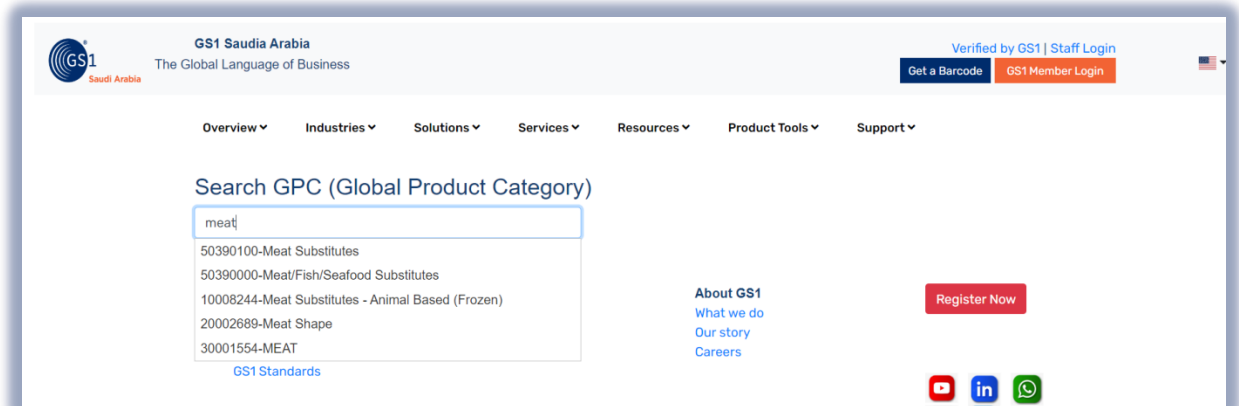 GS1
Saudi Arabia
GS1 Saudia Arabia
The Global Language of Business
Verified by GS1 | Staff Login
Get a Barcode
GS1 Member Login
Overview
Industries
Solutions
Services
Resources
Product Tools
Support
Search GPC (Global Product Category)
meat
50390100-Meat Substitutes
50390000-Meat/Fish/Seafood Substitutes
10008244-Meat Substitutes - Animal Based (Frozen)
20002689-Meat Shape
30001554-MEAT
GS1 Standards
About GS1
What we do
Our story
Careers
Register Now
in